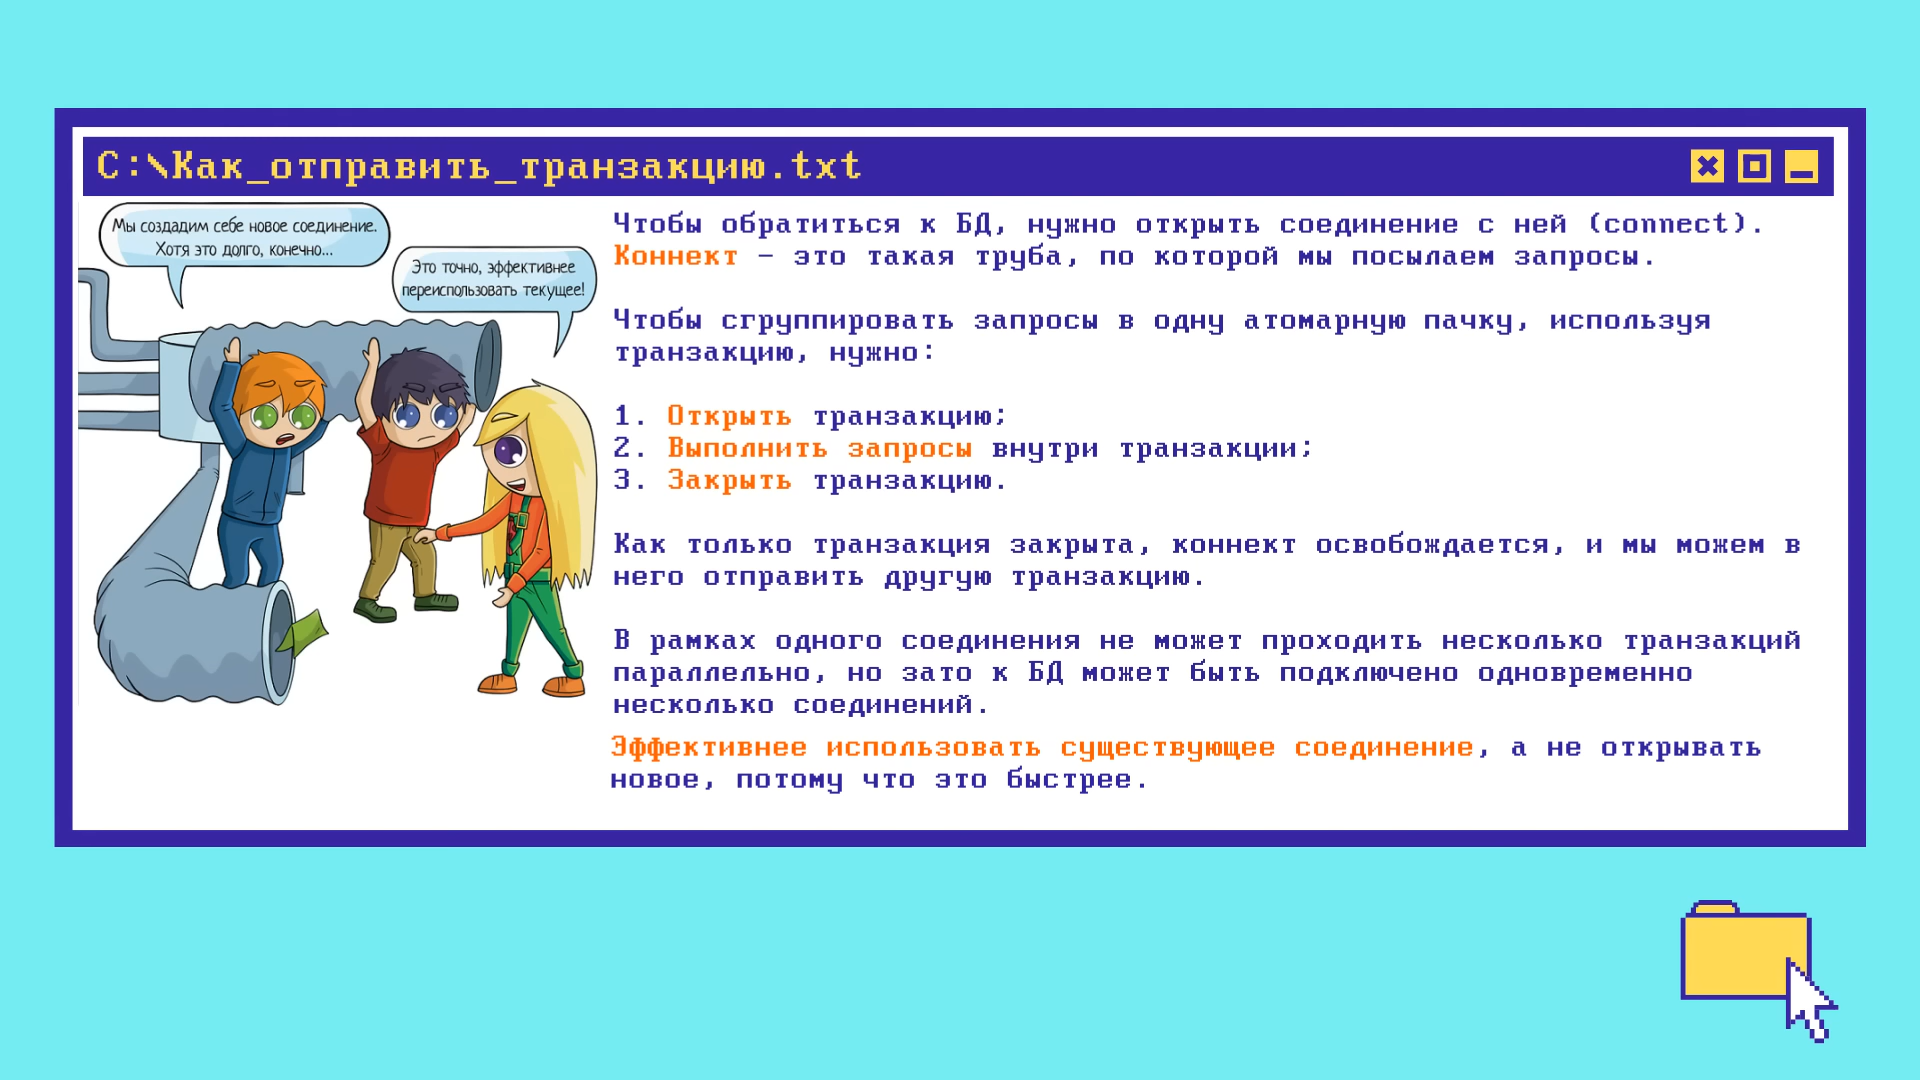 C:\Как_отправить_транзакцию.txt
Мы создадим себе новое соединение.
Хотя это долго, конечно...
Это точно, эффективнее
переиспользовать текущее!
Чтобы обратиться к БД, нужно открыть соединение с ней (connect).
Коннект – это такая труба, по которой мы посылаем запросы.
Чтобы сгруппировать запросы в одну атомарную пачку, используя
транзакцию, нужно:
1. Открыть транзакцию;
2. Выполнить запросы внутри транзакции;
3. Закрыть транзакцию.
Как только транзакция закрыта, коннект освобождается, и мы можем в
него отправить другую транзакцию.
В рамках одного соединения не может проходить несколько транзакций
параллельно, но зато к БД может быть подключено одновременно
несколько соединений.
Эффективнее использовать существующее соединение, а не открывать
новое, потому что это быстрее.